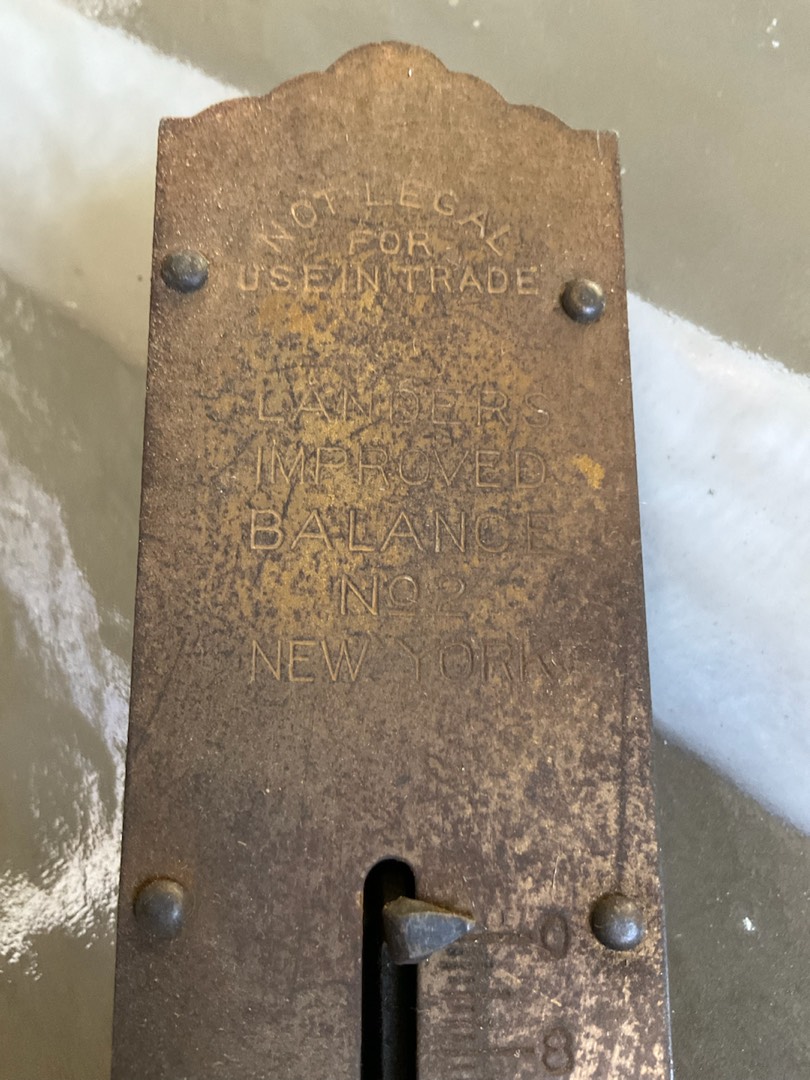 NOT LEGAL
FOR
USE IN TRADE
LANDERS
IMPROVED
BALANCE
No 2
NEW YORK
0
8